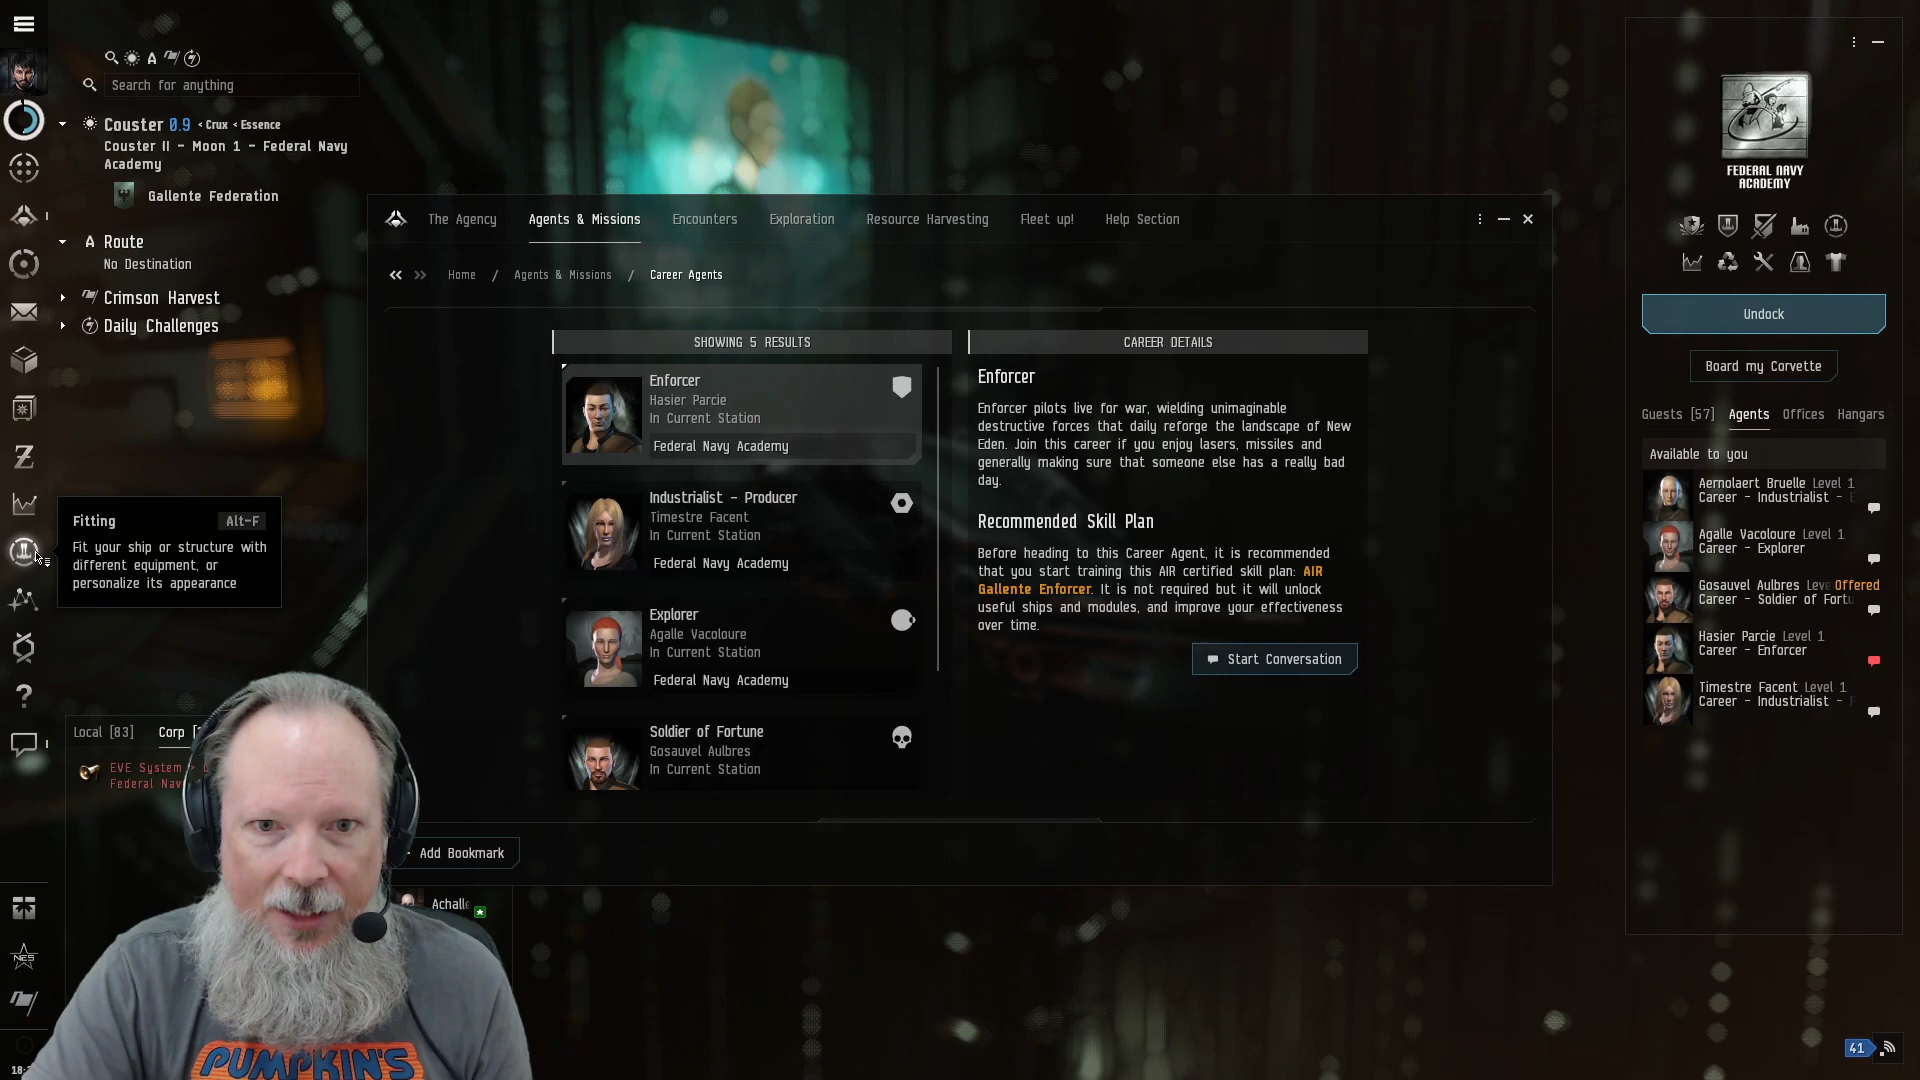 Search for anything
Couster 0.9 < Crux < Essence
Couster II - Moon 1 - Federal Navy
Academy
Gallente Federation
A Route
No Destination
Crimson Harvest
Daily Challenges
Fitting Alt-F
Fit your ship or structure with
different equipment, or
personalize its appearance
Local [83] Corp
EVE System >
Federal Nav
The Agency Agents & Missions Encounters Exploration Resource Harvesting Fleet up! Help Section
Home / Agents & Missions / Career Agents
SHOWING 5 RESULTS
Enforcer
Hasier Parcie
In Current Station
Federal Navy Academy
Industrialist - Producer
Timestre Facent
In Current Station
Federal Navy Academy
Explorer
Agalle Vacoloure
In Current Station
Federal Navy Academy
Soldier of Fortune
Gosauvel Aulbres
In Current Station
CAREER DETAILS
Enforcer
Enforcer pilots live for war, wielding unimaginable
destructive forces that daily reforge the landscape of New
Eden. Join this career if you enjoy lasers, missiles and
generally making sure that someone else has a really bad
day.
Recommended Skill Plan
Before heading to this Career Agent, it is recommended
that you start training this AIR certified skill plan: AIR
Gallente Enforcer. It is not required but it will unlock
useful ships and modules, and improve your effectiveness
over time.
Start Conversation
Add Bookmark
Achalle
FEDERAL NAVY
ACADEMY
Undock
Board my Corvette
Guests [57] Agents Offices Hangars
Available to you
Aernolaert Bruelle Level 1
Career - Industrialist -
Agalle Vacoloure Level 1
Career - Explorer
Gosauvel Aulbres Leve Offered
Career - Soldier of Fortu
Hasier Parcie Level 1
Career - Enforcer
Timestre Facent Level 1
Career - Industrialist -
NES
PUMPKIN'S
41